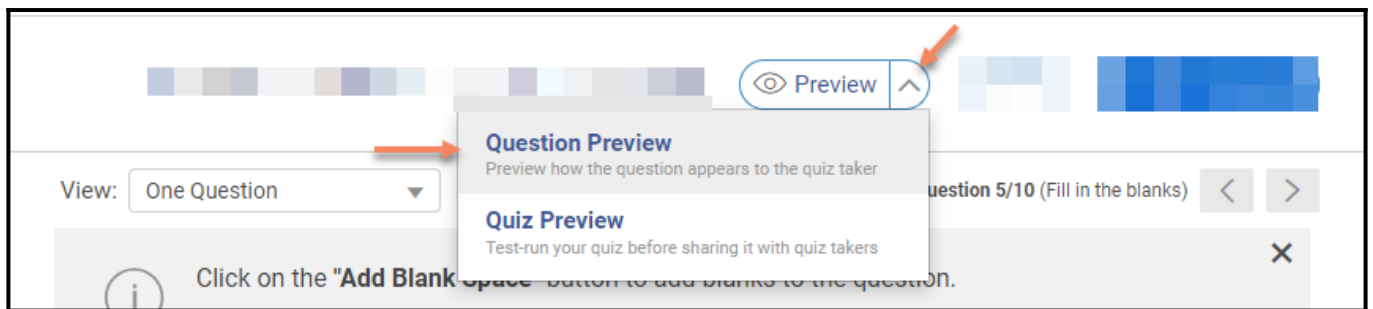 Preview
Question Preview
Preview how the question appears to the quiz taker
View: One Question
uestion 5/10 (Fill in the blanks)
Quiz Preview
Test-run your quiz before sharing it with quiz takers
Click on the "Add Blank Space" button to add blanks to the question.